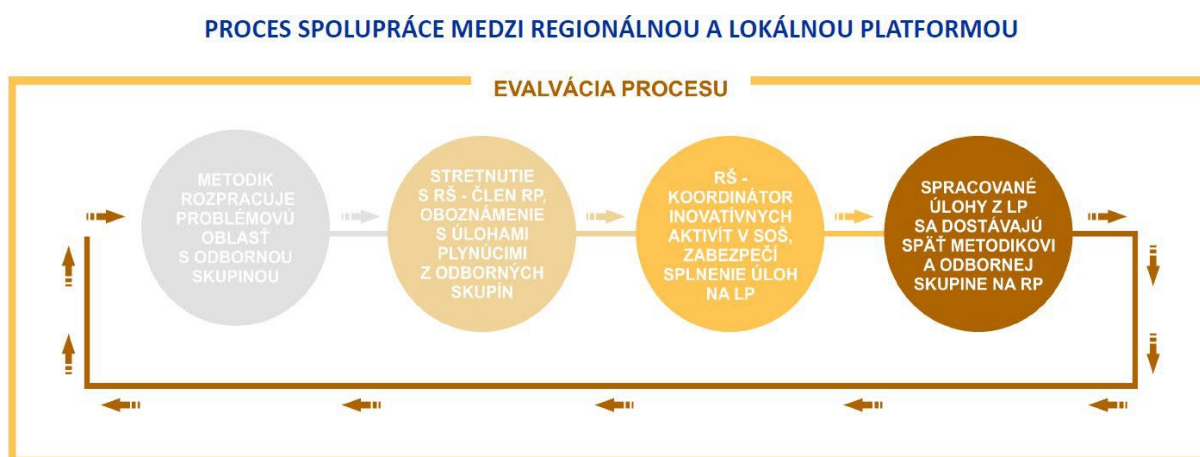 PROCES SPOLUPRÁCE MEDZI REGIONÁLNOU A LOKÁLNOU PLATFORMOU
EVALVÁCIA PROCESU
METODIK
ROZPRACUJE
PROBLÉMOVÚ
OBLASŤ
S ODBORNOU
SKUPINOU
STRETNUTIE
S RŠ - ČLEN RP,
OBOZNÁMENIE
S ÚLOHAMI
PLYNÚCIMI
Z ODBORNÝCH
SKUPÍN
RŠ -
KOORDINÁTOR
INOVATÍVNYCH
AKTIVÍT V SOŠ,
ZABEZPEČÍ
SPLNENIE ÚLOH
NA LP
SPRACOVANÉ
ÚLOHY Z LP
SA DOSTÁVAJÚ
SPÄŤ METODIKOVI
A ODBORNEJ
SKUPINE NA RP